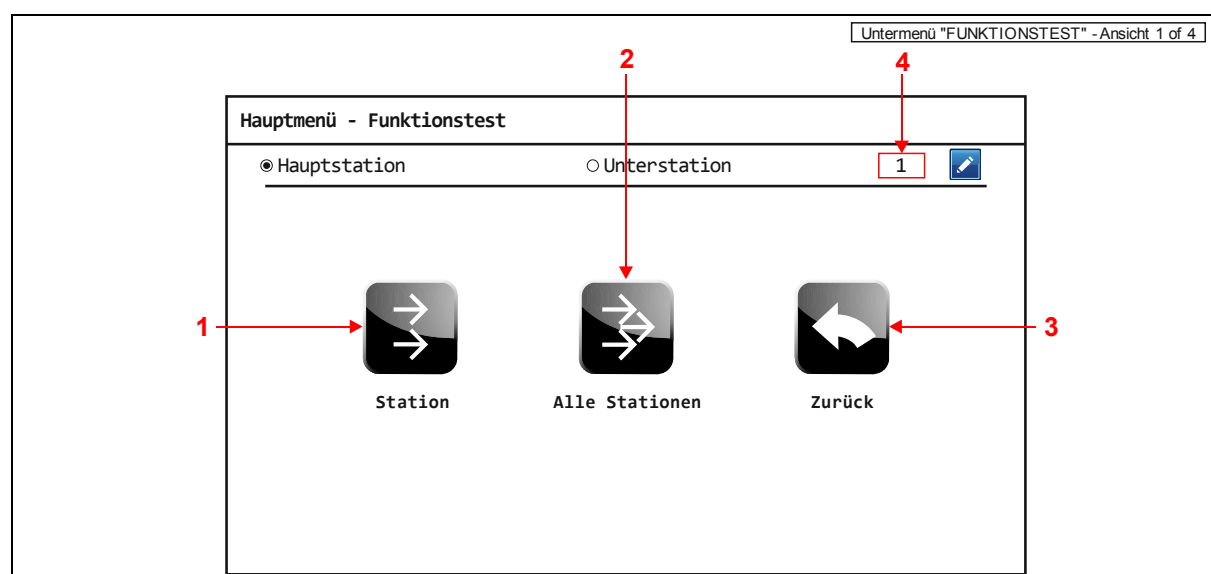 Untermenü "FUNKTIONSTEST" - Ansicht 1 of 4
2
4
Hauptmenü - Funktionstest
Hauptstation
Unterstation
1
1
3
Station
Alle Stationen
Zurück